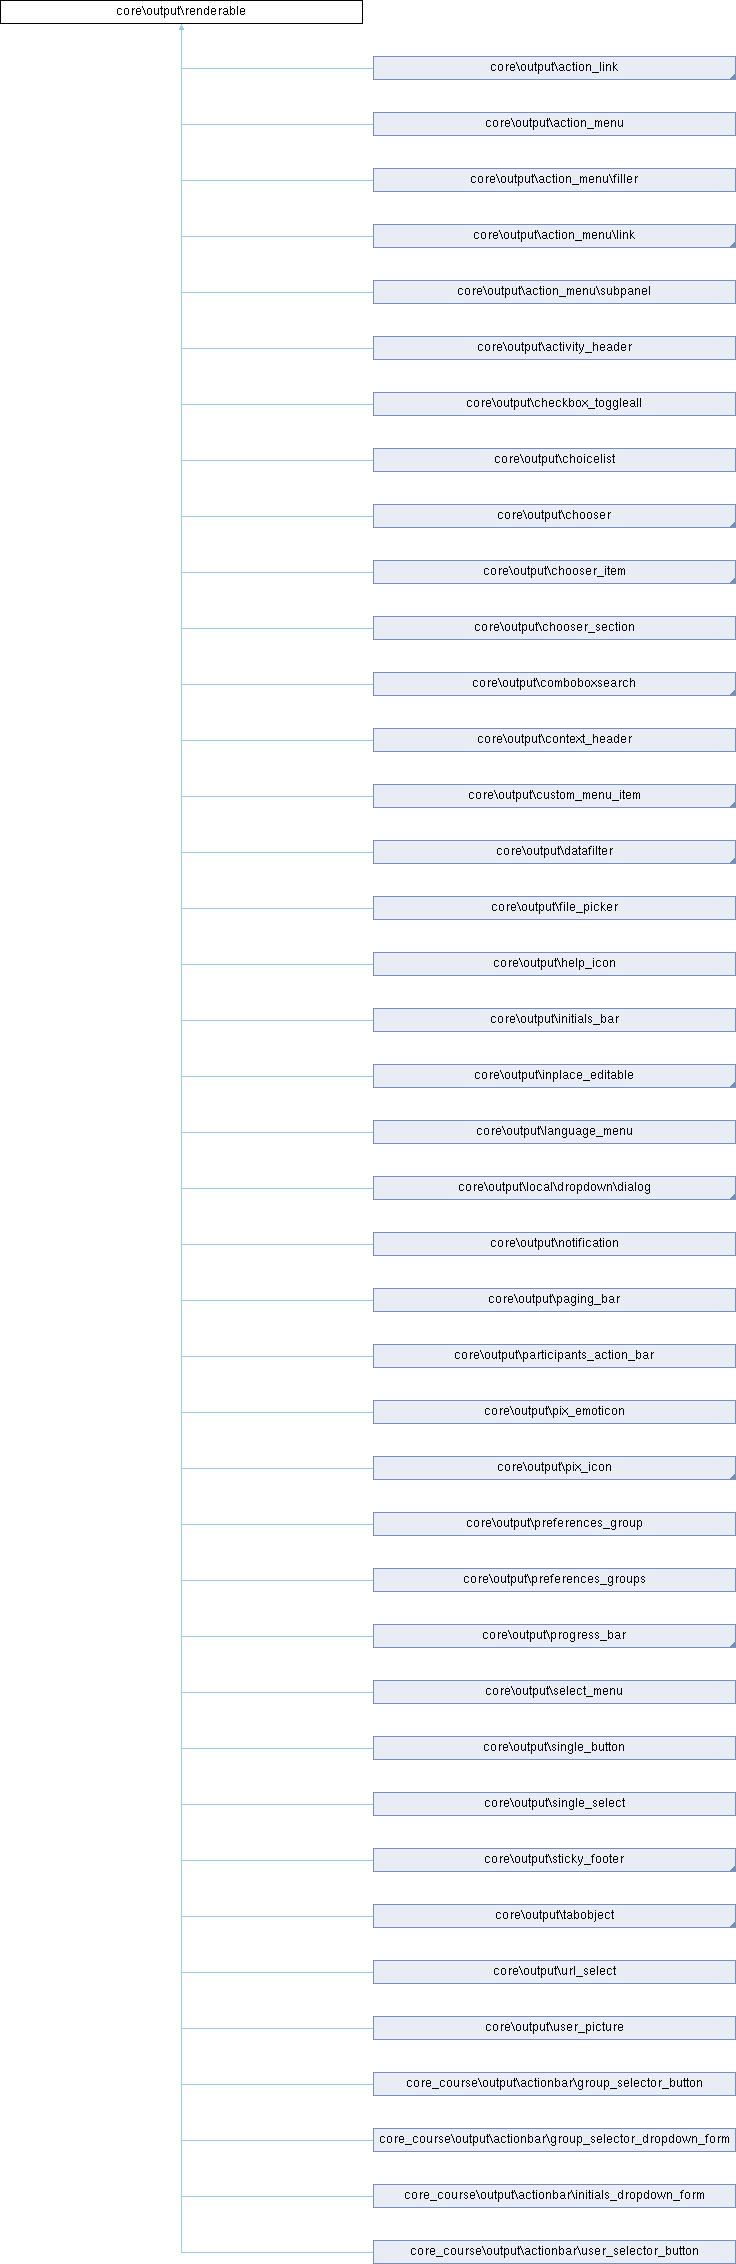 core\output\renderable
core\output\action_link
core\output\action_menu
core\output\action_menu\filler
core\output\action_menu\link
core\output\action_menu\subpanel
core\output\activity_header
core\output\checkbox_toggleall
core\output\choicelist
core\output\chooser
core\output\chooser_item
core\output\chooser_section
core\output\comboboxsearch
core\output\context_header
core\output\custom_menu_item
core\output\datafilter
core\output\file_picker
core\output\help_icon
core\output\initials_bar
core\output\inplace_editable
core\output\language_menu
core\output\local\dropdown\dialog
core\output\notification
core\output\paging_bar
core\output\participants_action_bar
core\output\pix_emoticon
core\output\pix_icon
core\output\preferences_group
core\output\preferences_groups
core\output\progress_bar
core\output\select_menu
core\output\single_button
core\output\single_select
core\output\sticky_footer
core\output\tabobject
core\output\url_select
core\output\user_picture
core_course\output\actionbar\group_selector_button
core_course\output\actionbar\group_selector_dropdown_form
core_course\output\actionbar\initials_dropdown_form
core_course\output\actionbar\user_selector_button